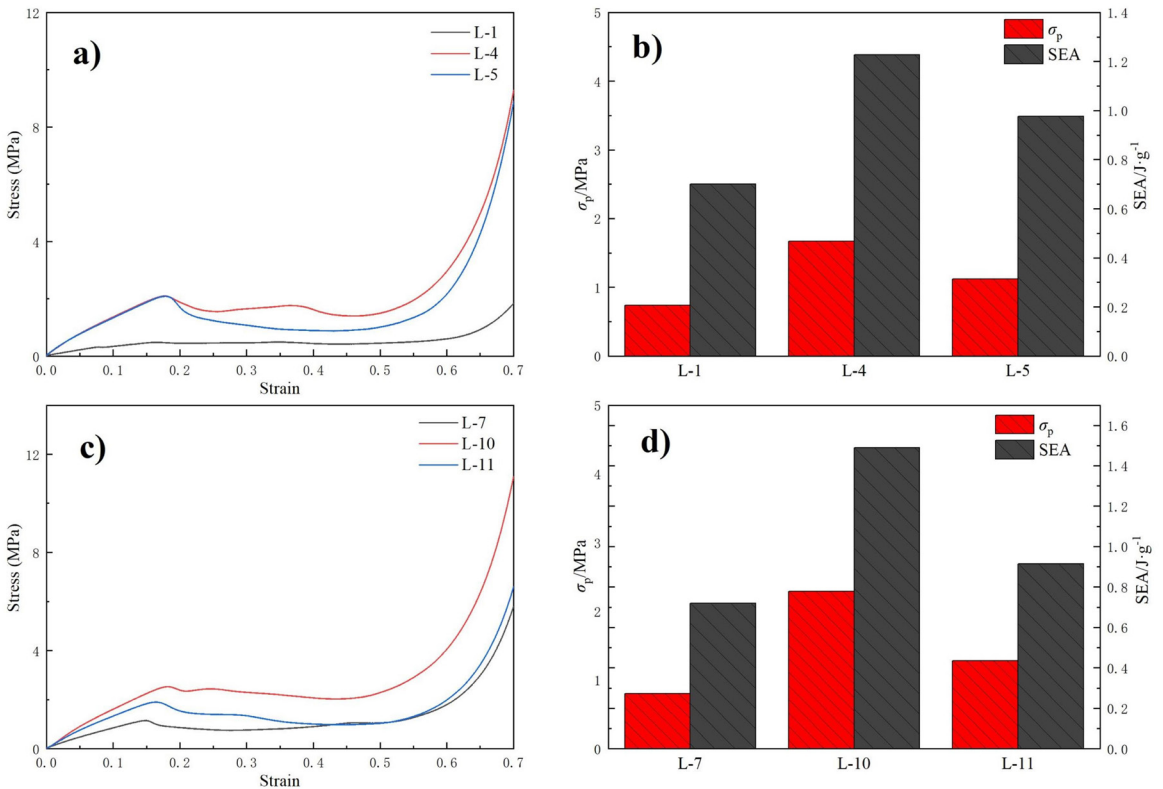 a)
L-1
L-4
L-5
12
8
4
0
Stress (MPa)
0.0 0.1 0.2 0.3 0.4 0.5 0.6 0.7
Strain
b)
σp
SEA
5
4
3
2
1
0
σp/MPa
1.4
1.2
1.0
0.8
0.6
0.4
0.2
0.0
SEA/J·g-1
L-1 L-4 L-5
c)
L-7
L-10
L-11
12
8
4
0
Stress (MPa)
0.0 0.1 0.2 0.3 0.4 0.5 0.6 0.7
Strain
d)
σp
SEA
5
4
3
2
1
0
σp/MPa
1.6
1.4
1.2
1.0
0.8
0.6
0.4
0.2
0.0
SEA/J·g-1
L-7 L-10 L-11